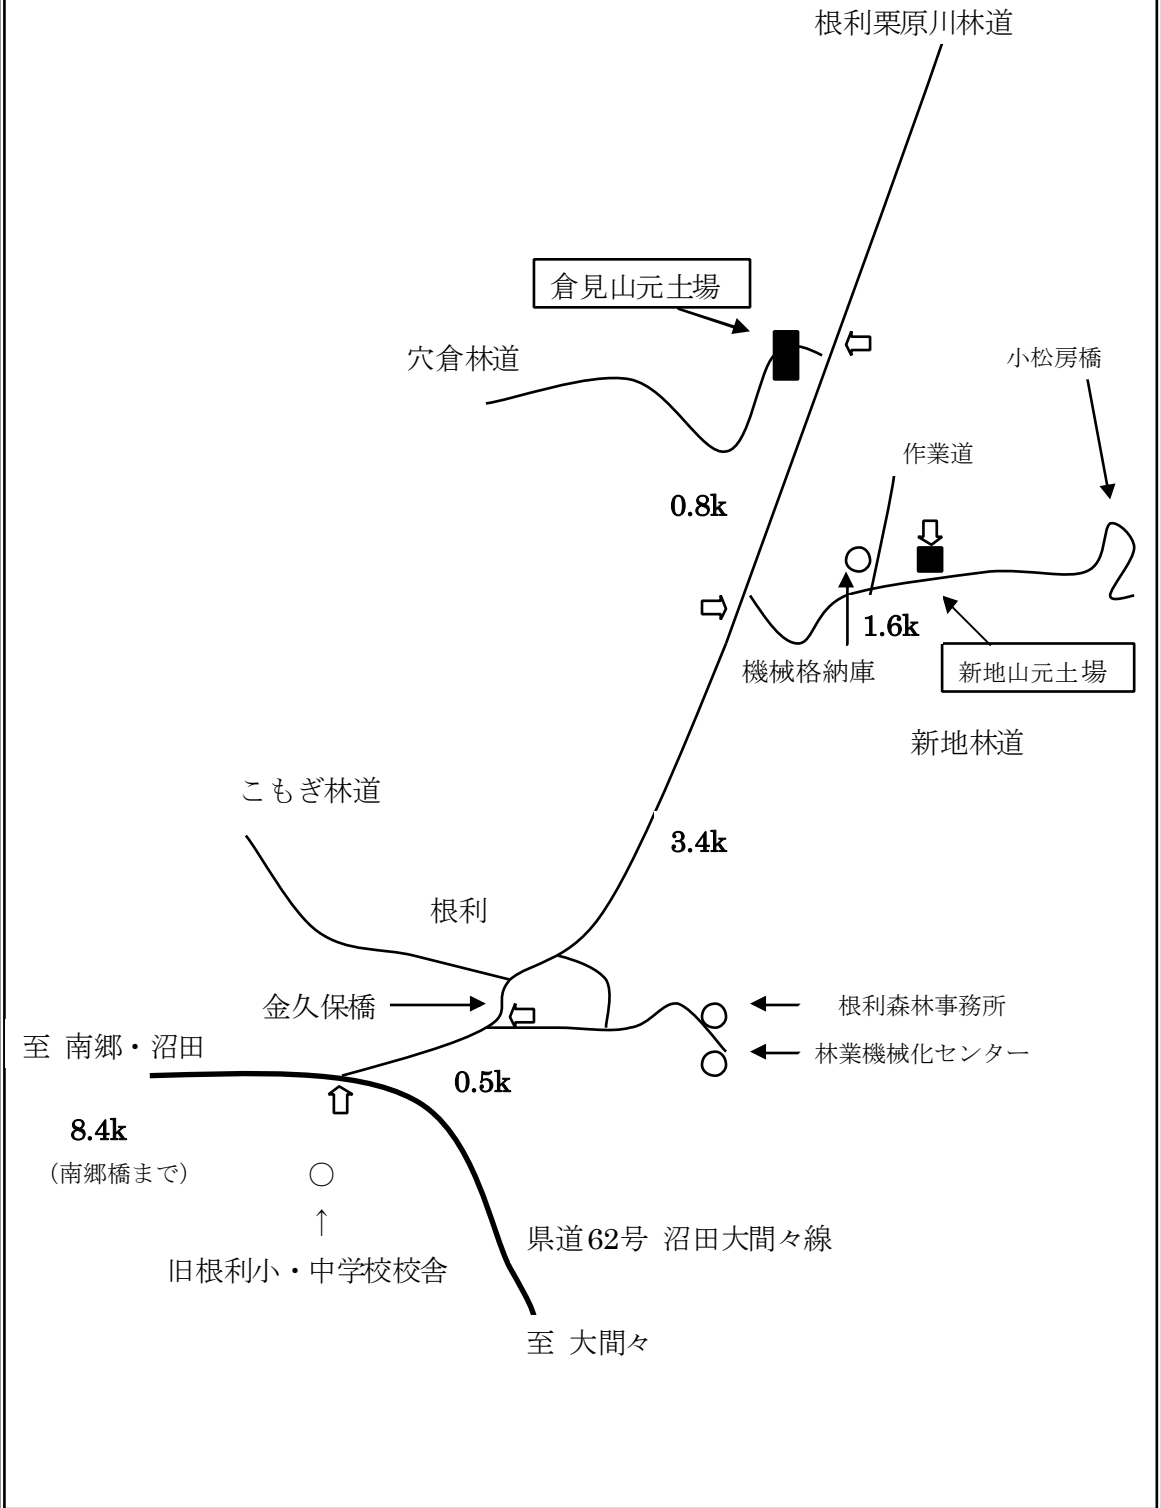 根利栗原川林道
倉見山元土場
穴倉林道
小松房橋
作業道
0.8k
1.6k
機械格納庫
新地山元土場
新地林道
こもぎ林道
3.4k
根利
金久保橋
根利森林事務所
至 南郷・沼田
林業機械化センター
0.5k
8.4k
（南郷橋まで）
県道62号 沼田大間々線
旧根利小・中学校校舎
至 大間々